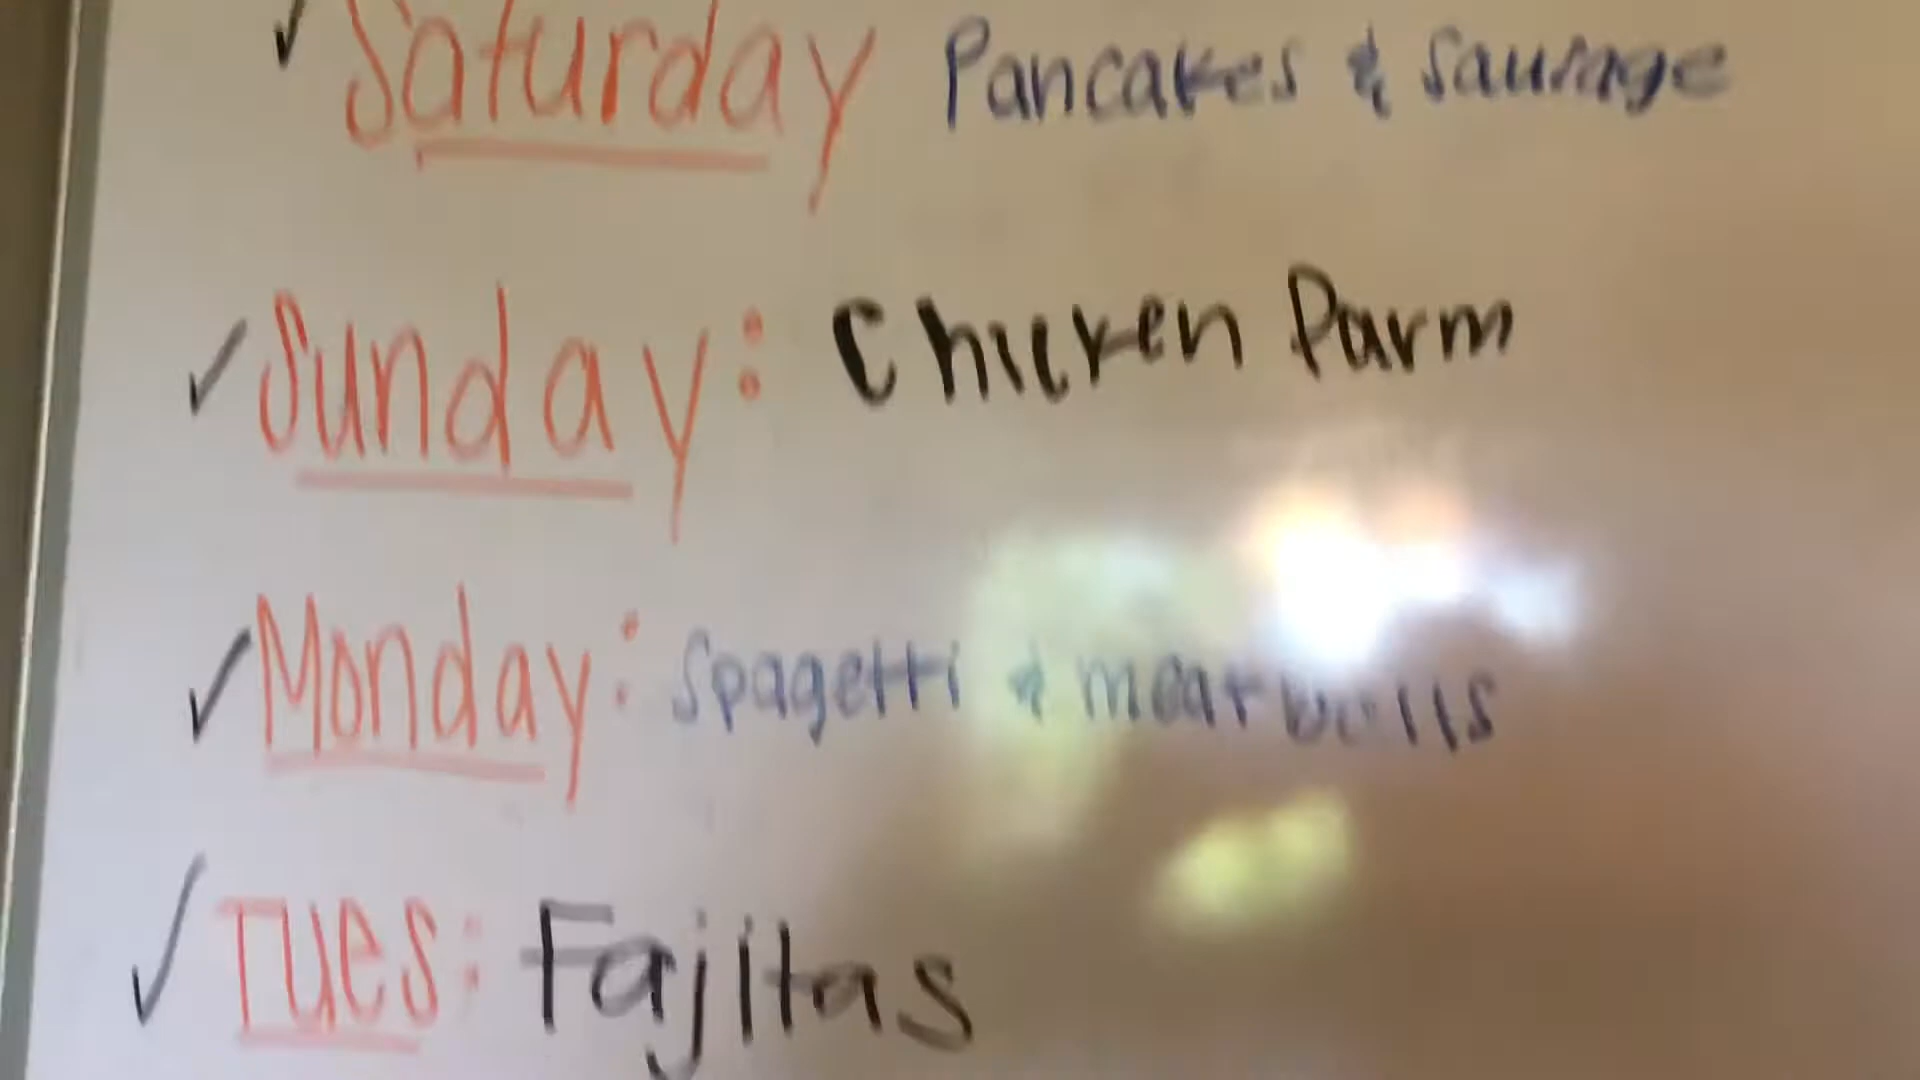 ✓ Saturday Pancakes & Sausage
✓ Sunday: Chicken Parm
✓ Monday: Spagetti & meatballs
✓ Tues: Fajitas